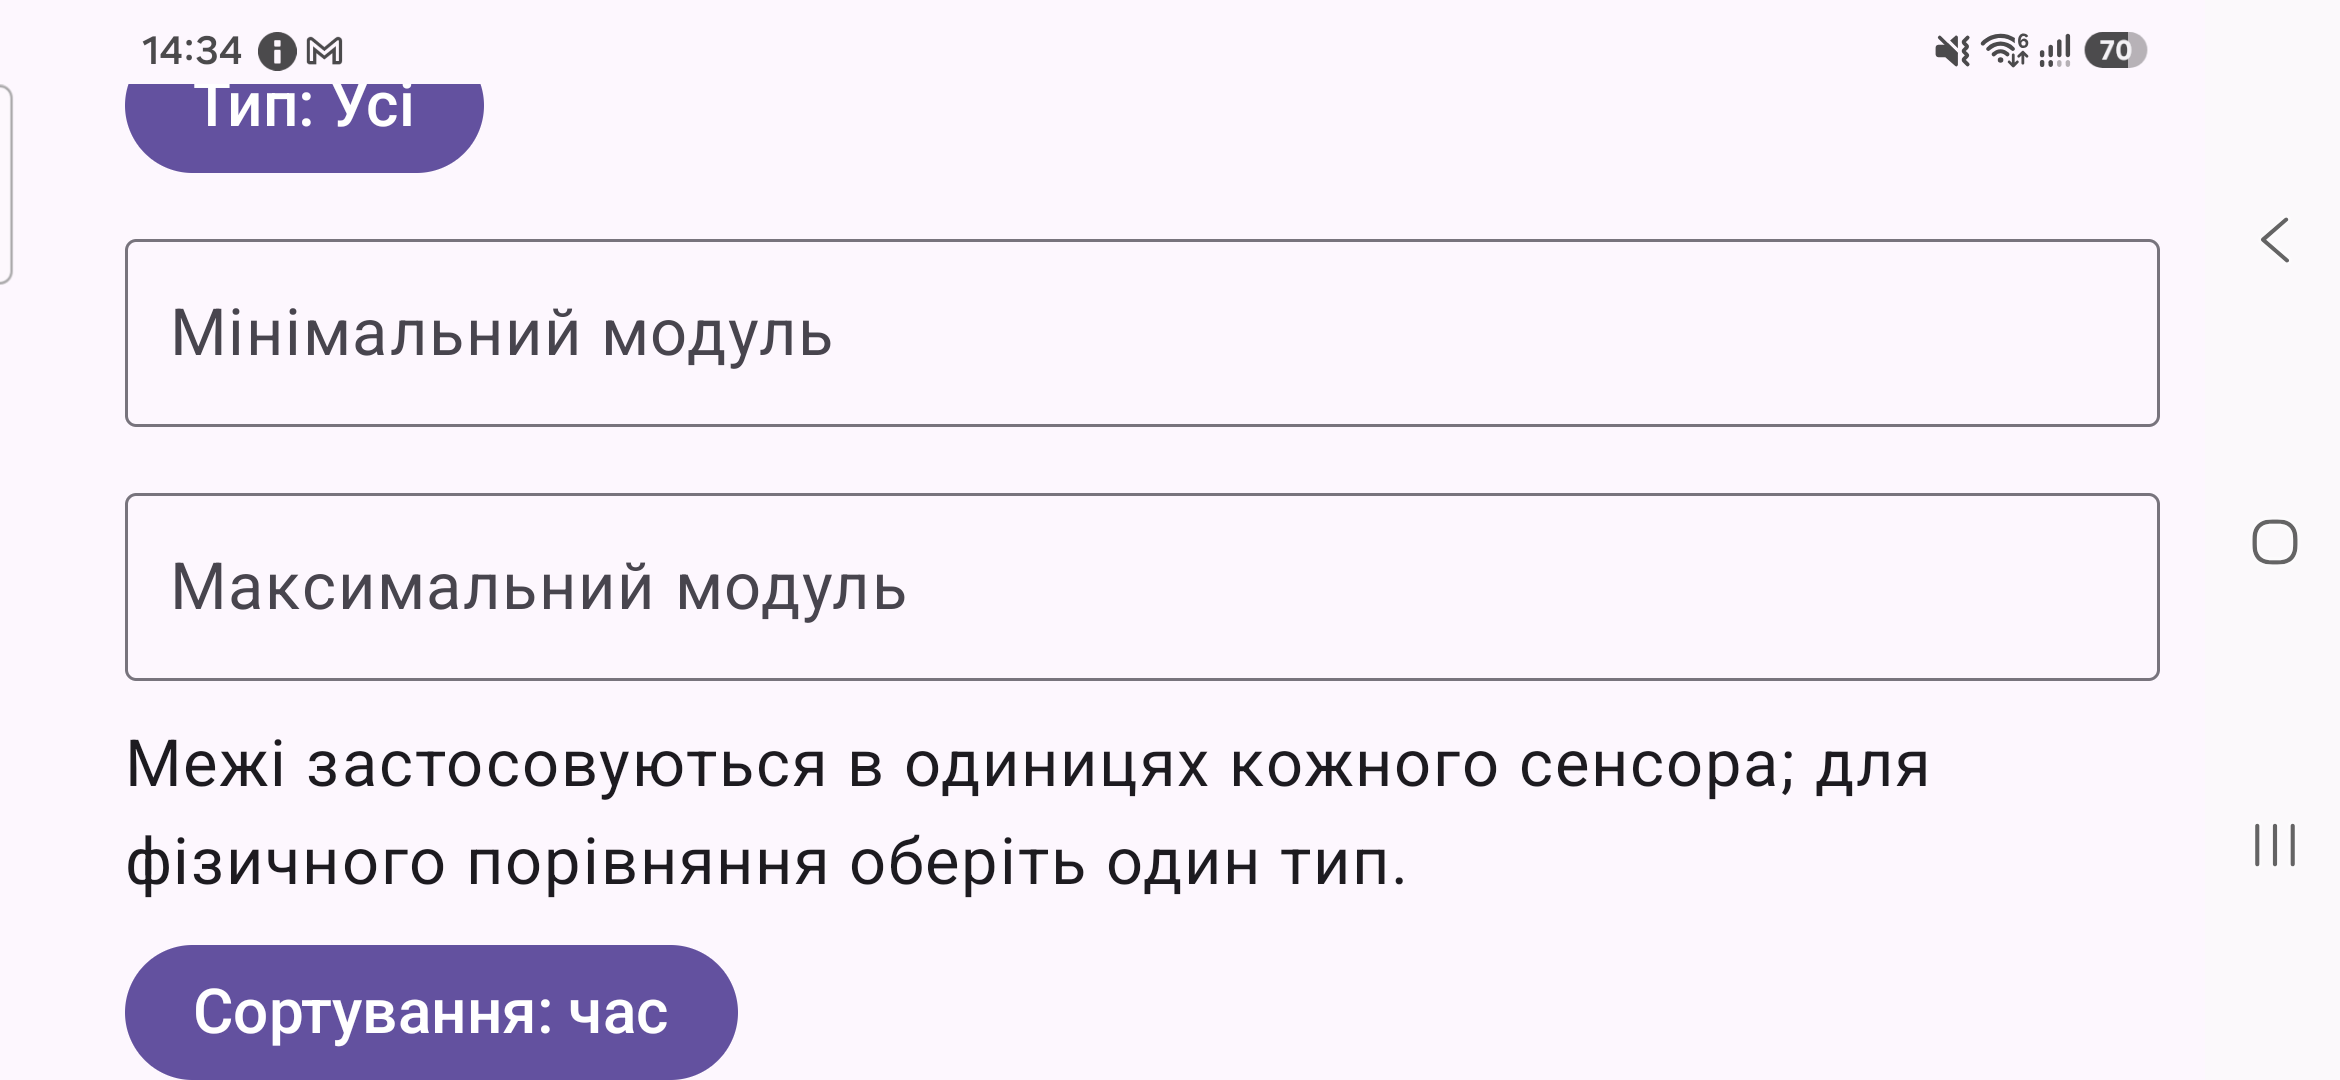 14:34
6
70
Тип: Усі
Мінімальний модуль
Максимальний модуль
Межі застосовуються в одиницях кожного сенсора; для
фізичного порівняння оберіть один тип.
Сортування: час